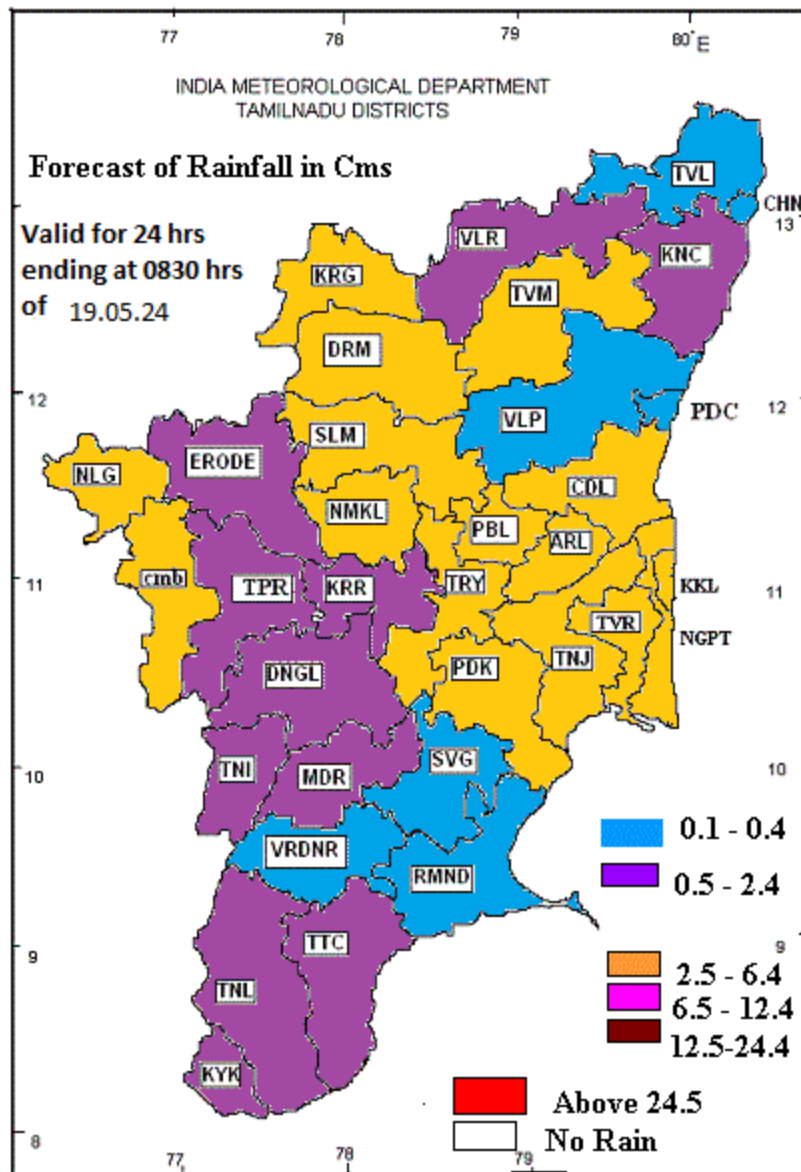 77 78 79 80°E
INDIA METEOROLOGICAL DEPARTMENT
TAMILNADU DISTRICTS
Forecast of Rainfall in Cms
TVL
CHN
13
Valid for 24 hrs
ending at 0830 hrs
of 19.05.24
VLR
KNC
KRG
TVM
DRM
12
12
VLP
PDC
SLM
ERODE
NLG
CDL
NMKL
PBL
ARL
11
cmb
TPR
KRR
TRY
KKL
11
TVR
NGPT
DNGL
PDK
TNJ
10
TNI
MDR
SVG
10
VRDNR
RMND
0.1 - 0.4
0.5 - 2.4
9
TTC
9
TNL
2.5 - 6.4
6.5 - 12.4
12.5-24.4
KYK
Above 24.5
No Rain
8
77 78 79